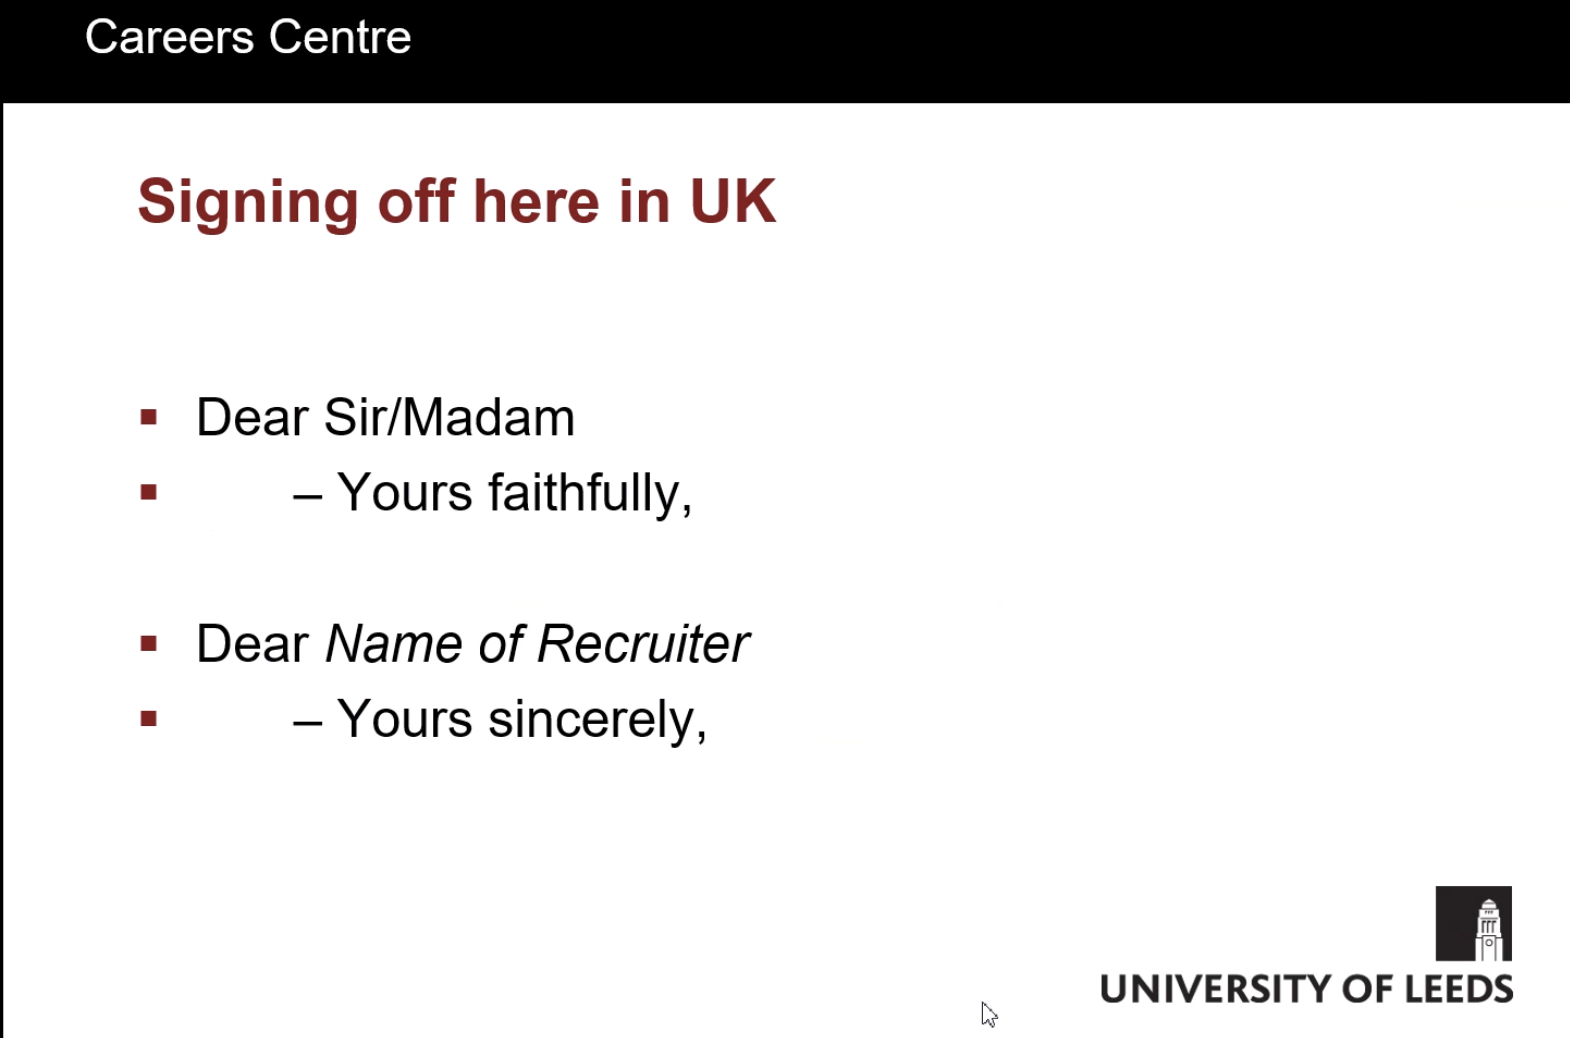 Careers Centre
Signing off here in UK
▪ Dear Sir/Madam
▪ – Yours faithfully,
▪ Dear Name of Recruiter
▪ – Yours sincerely,
UNIVERSITY OF LEEDS